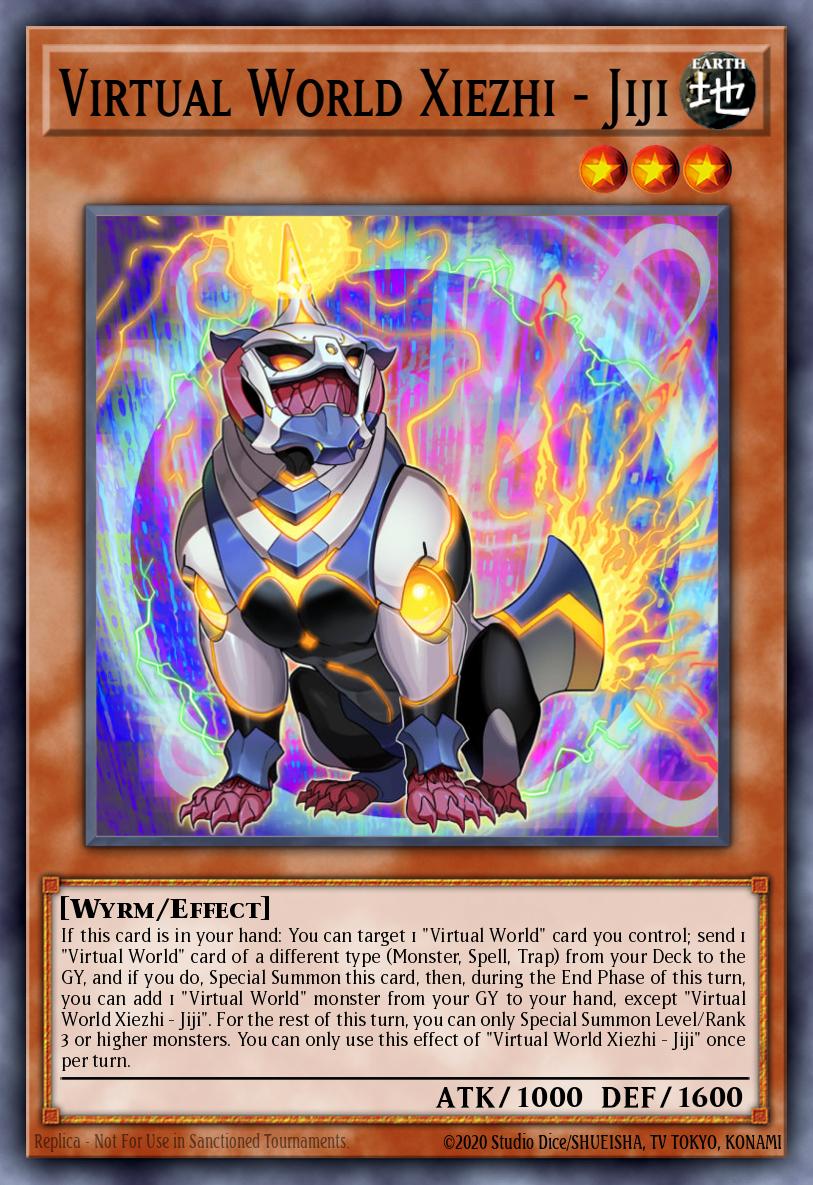 Virtual World Xiezhi - Jiji
EARTH
地
[Wyrm/Effect]
If this card is in your hand: You can target 1 "Virtual World" card you control; send 1
"Virtual World" card of a different type (Monster, Spell, Trap) from your Deck to the
GY, and if you do, Special Summon this card, then, during the End Phase of this turn,
you can add 1 "Virtual World" monster from your GY to your hand, except "Virtual
World Xiezhi - Jiji". For the rest of this turn, you can only Special Summon Level/Rank
3 or higher monsters. You can only use this effect of "Virtual World Xiezhi - Jiji" once
per turn.
ATK/1000 DEF/1600
Replica - Not For Use in Sanctioned Tournaments.
©2020 Studio Dice/SHUEISHA, TV TOKYO, KONAMI